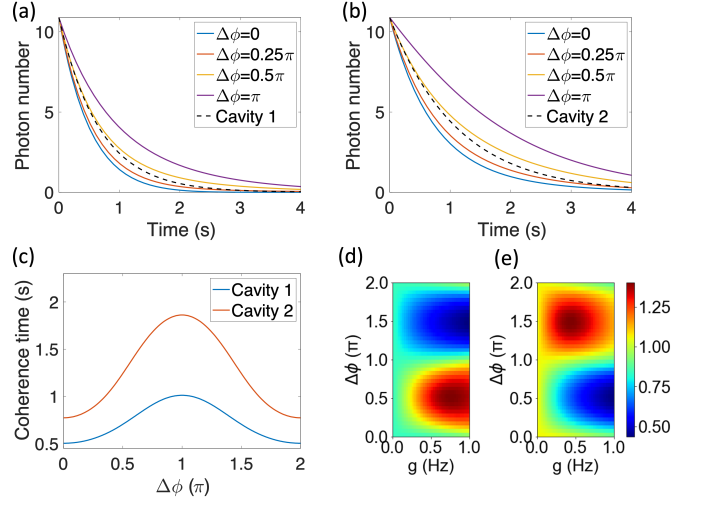 (a)
Photon number
10
5
0
0 1 2 3 4
Time (s)
Δϕ=0
Δϕ=0.25π
Δϕ=0.5π
Δϕ=π
Cavity 1
(b)
Photon number
10
5
0
0 1 2 3 4
Time (s)
Δϕ=0
Δϕ=0.25π
Δϕ=0.5π
Δϕ=π
Cavity 2
(c)
Coherence time (s)
2
1.5
1
0.5
0 0.5 1 1.5 2
Δϕ (π)
Cavity 1
Cavity 2
(d)
Δϕ (π)
2.0
1.5
1.0
0.5
0.0
0.0 0.5 1.0
g (Hz)
(e)
Δϕ (π)
2.0
1.5
1.0
0.5
0.0
0.0 0.5 1.0
g (Hz)
1.25
1.00
0.75
0.50